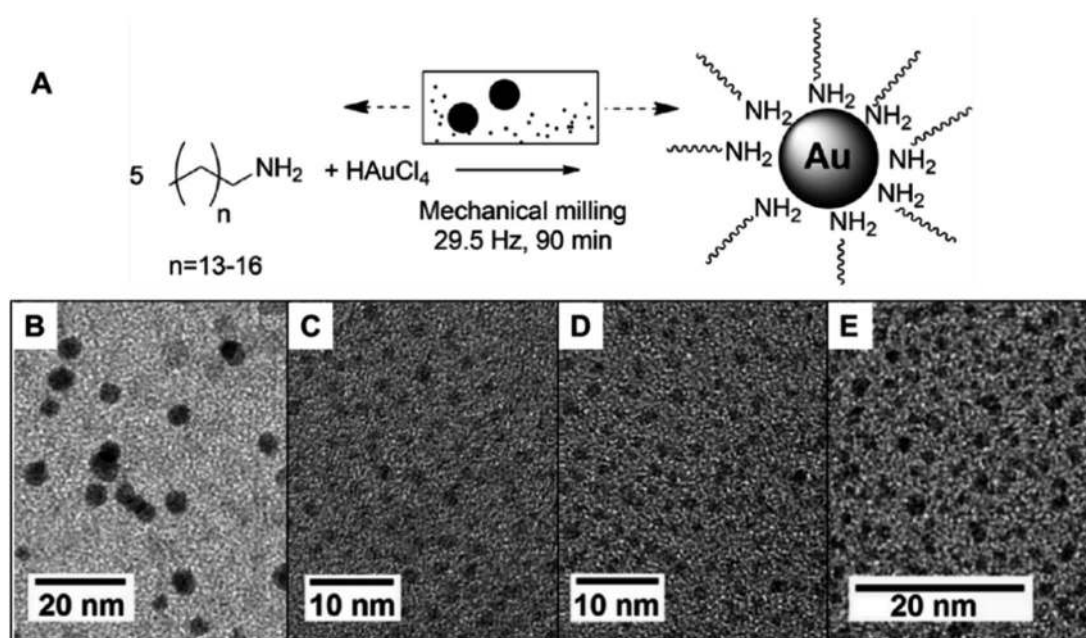 A
5
n
NH₂
+ HAuCl₄
n=13-16
Mechanical milling
29.5 Hz, 90 min
NH₂
NH₂
NH₂
NH₂
NH₂
NH₂
NH₂
NH₂
Au
B
20 nm
C
10 nm
D
10 nm
E
20 nm